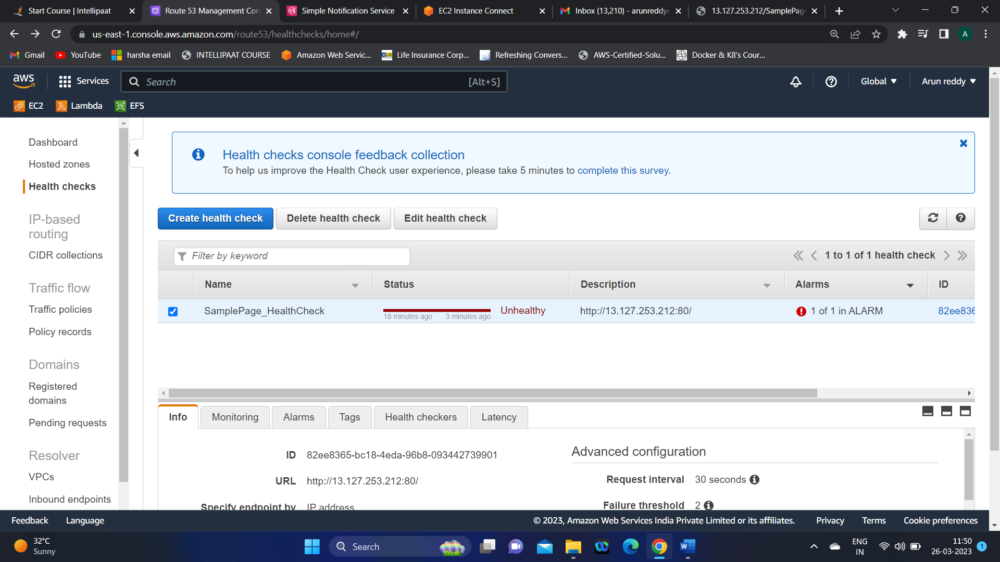 Start Course | Intellipaat
Route 53 Management Con
Simple Notification Service
EC2 Instance Connect
Inbox (13,210) - arunreddye
13.127.253.212/SamplePage
us-east-1.console.aws.amazon.com/route53/healthchecks/home#/
A
Gmail
YouTube
harsha email
INTELLIPAAT COURSE
Amazon Web Servic...
Life Insurance Corp...
Refreshing Convers...
AWS-Certified-Solu...
Docker & K8's Cour...
aws
Services
Search
[Alt+S]
Global
Arun reddy
EC2
Lambda
EFS
Dashboard
Hosted zones
Health checks
IP-based
routing
CIDR collections
Traffic flow
Traffic policies
Policy records
Domains
Registered
domains
Pending requests
Resolver
VPCs
Inbound endpoints
Health checks console feedback collection
To help us improve the Health Check user experience, please take 5 minutes to complete this survey.
Create health check
Delete health check
Edit health check
Filter by keyword
1 to 1 of 1 health check
Name
Status
Description
Alarms
ID
SamplePage_HealthCheck
18 minutes ago
3 minutes ago
Unhealthy
http://13.127.253.212:80/
1 of 1 in ALARM
82ee836
Info
Monitoring
Alarms
Tags
Health checkers
Latency
ID 82ee8365-bc18-4eda-96b8-093442739901
URL http://13.127.253.212:80/
Specify endpoint by IP address
Advanced configuration
Request interval 30 seconds
Failure threshold 2
Feedback
Language
© 2023, Amazon Web Services India Private Limited or its affiliates.
Privacy
Terms
Cookie preferences
32°C
Sunny
Search
ENG
IN
11:50
26-03-2023
1